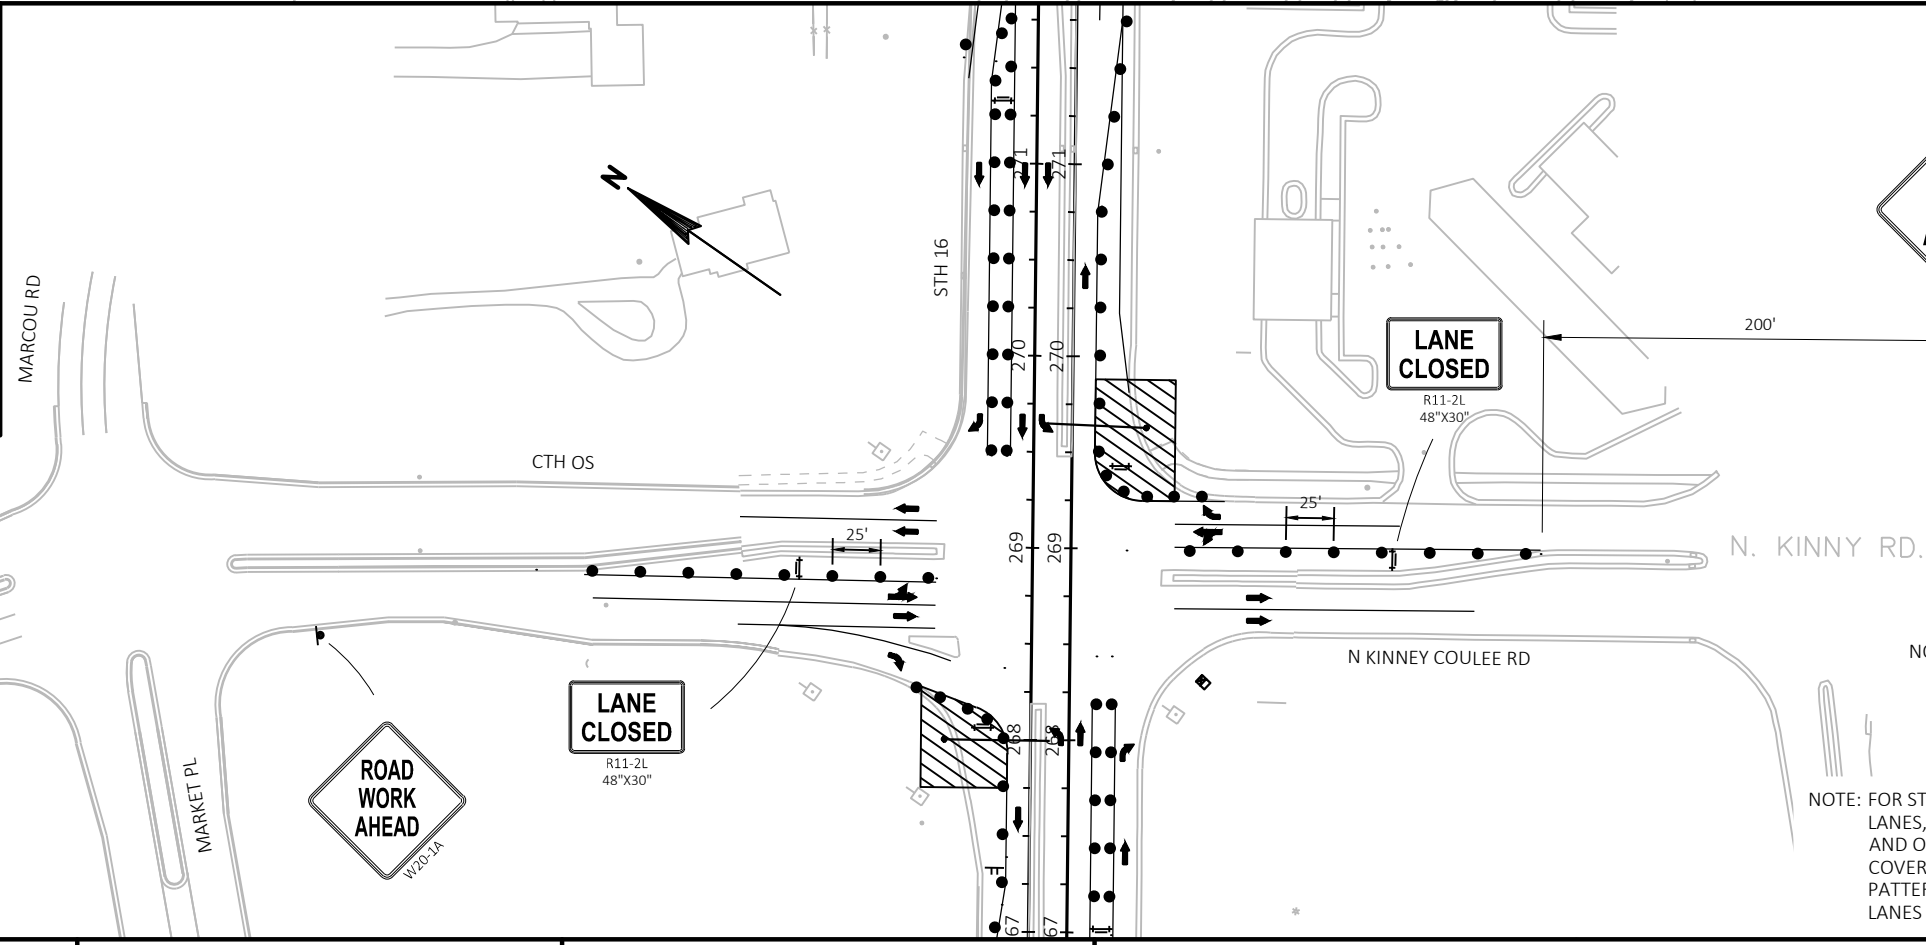 N
271
271
MARCOU RD
STH 16
200'
LANE
CLOSED
R11-2L
48"X30"
270
270
CTH OS
25'
25'
269
269
N. KINNY RD.
N KINNEY COULEE RD
LANE
CLOSED
R11-2L
48"X30"
268
268
ROAD
WORK
AHEAD
W20-1A
MARKET PL
NOTE: FOR ST
LANES,
AND O
COVER
PATTER
LANES
67
67